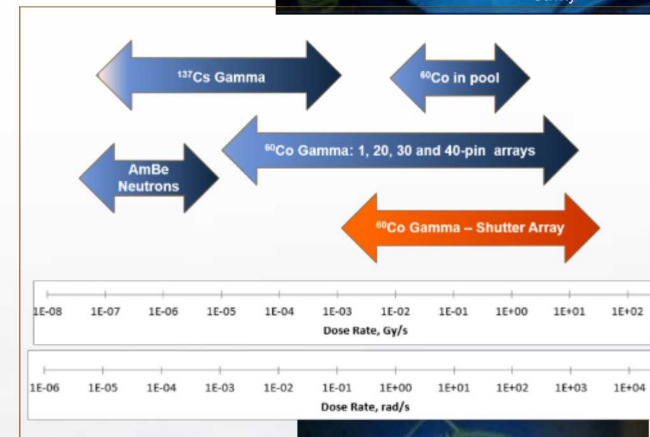 ¹³⁷Cs Gamma
⁶⁰Co in pool
⁶⁰Co Gamma: 1, 20, 30 and 40-pin arrays
AmBe
Neutrons
⁶⁰Co Gamma – Shutter Array
1E-08 1E-07 1E-06 1E-05 1E-04 1E-03 1E-02 1E-01 1E+00 1E+01 1E+02
Dose Rate, Gy/s
1E-06 1E-05 1E-04 1E-03 1E-02 1E-01 1E+00 1E+01 1E+02 1E+03 1E+04
Dose Rate, rad/s